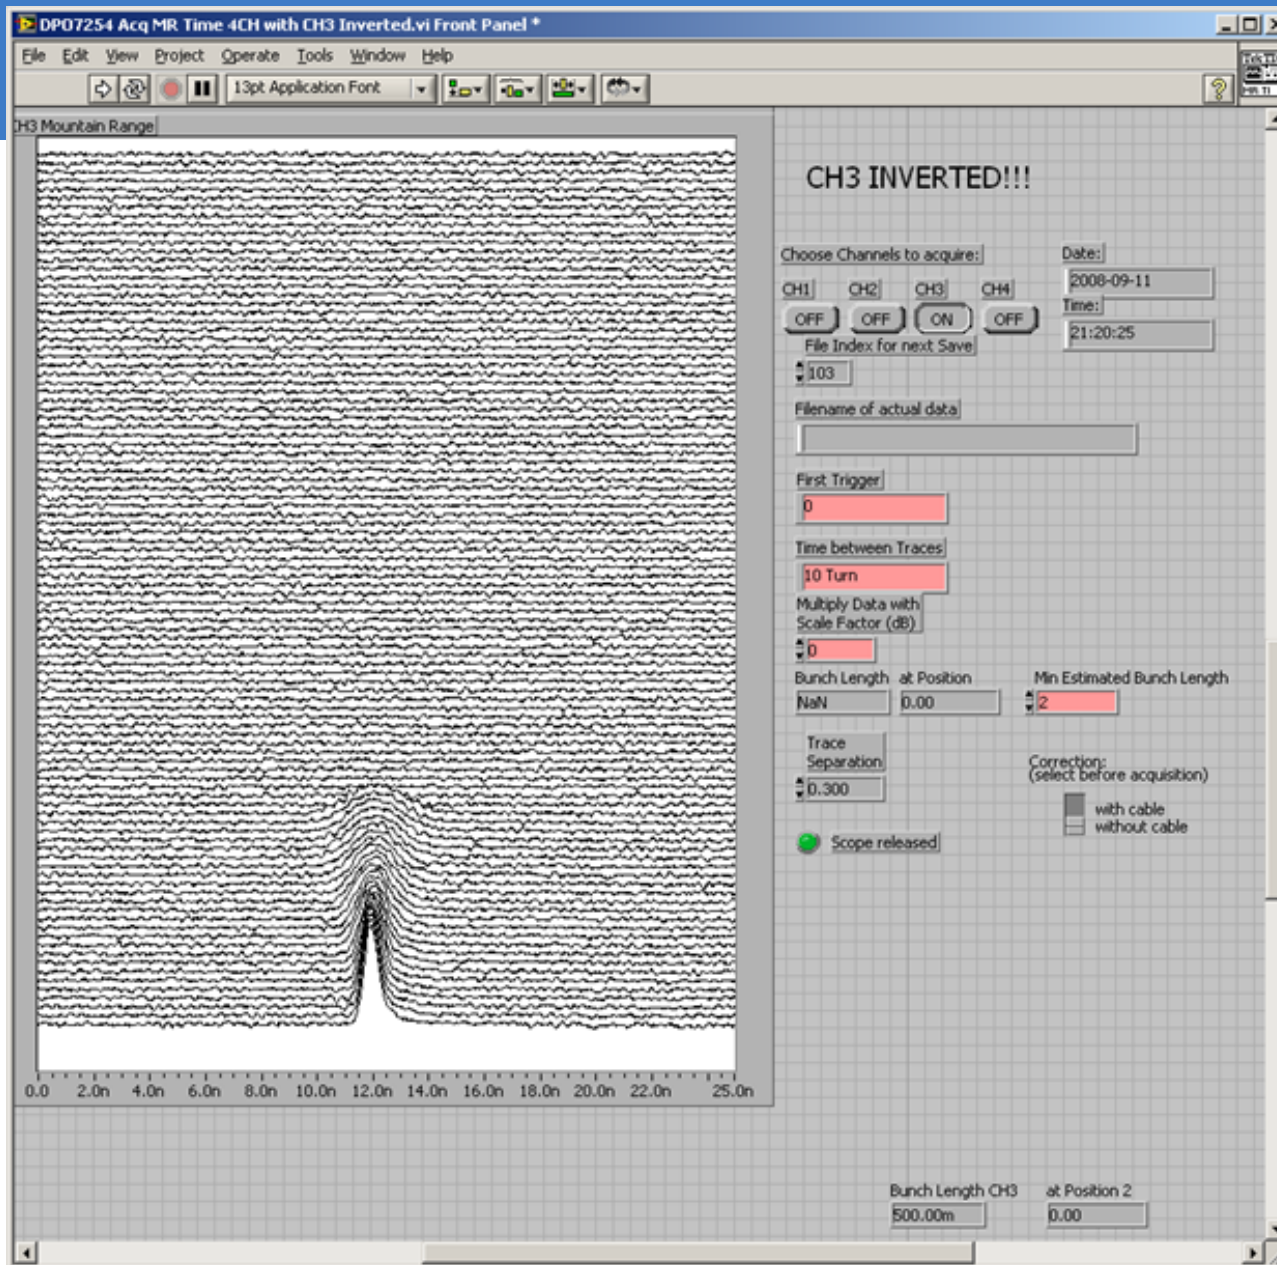 DPO7254 Acq MR Time 4CH with CH3 Inverted.vi Front Panel *
File Edit View Project Operate Tools Window Help
13pt Application Font
CH3 Mountain Range
CH3 INVERTED!!!
Choose Channels to acquire:
Date:
2008-09-11
CH1 CH2 CH3 CH4
OFF OFF ON OFF
Time:
21:20:25
File Index for next Save
103
Filename of actual data
First Trigger
0
Time between Traces
10 Turn
Multiply Data with
Scale Factor (dB)
0
Bunch Length at Position Min Estimated Bunch Length
NaN 0.00 2
Trace
Separation
0.300
Correction:
(select before acquisition)
with cable
without cable
Scope released
0.0 2.0n 4.0n 6.0n 8.0n 10.0n 12.0n 14.0n 16.0n 18.0n 20.0n 22.0n 25.0n
Bunch Length CH3 at Position 2
500.00m 0.00